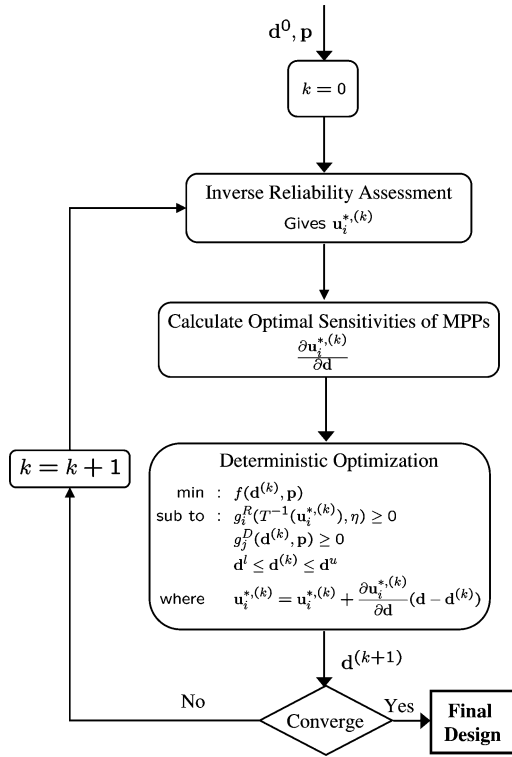 d⁰, p
k = 0
Inverse Reliability Assessment
Gives u_i^{*,(k)}
Calculate Optimal Sensitivities of MPPs
∂u_i^{*,(k)} / ∂d
k = k + 1
Deterministic Optimization
min : f(d^{(k)}, p)
sub to : g_i^R(T^{-1}(u_i^{*,(k)}), η) ≥ 0
g_j^D(d^{(k)}, p) ≥ 0
d^l ≤ d^{(k)} ≤ d^u
where u_i^{*,(k)} = u_i^{*,(k)} + ∂u_i^{*,(k)}/∂d (d − d^{(k)})
d^{(k+1)}
No
Converge
Yes
Final
Design